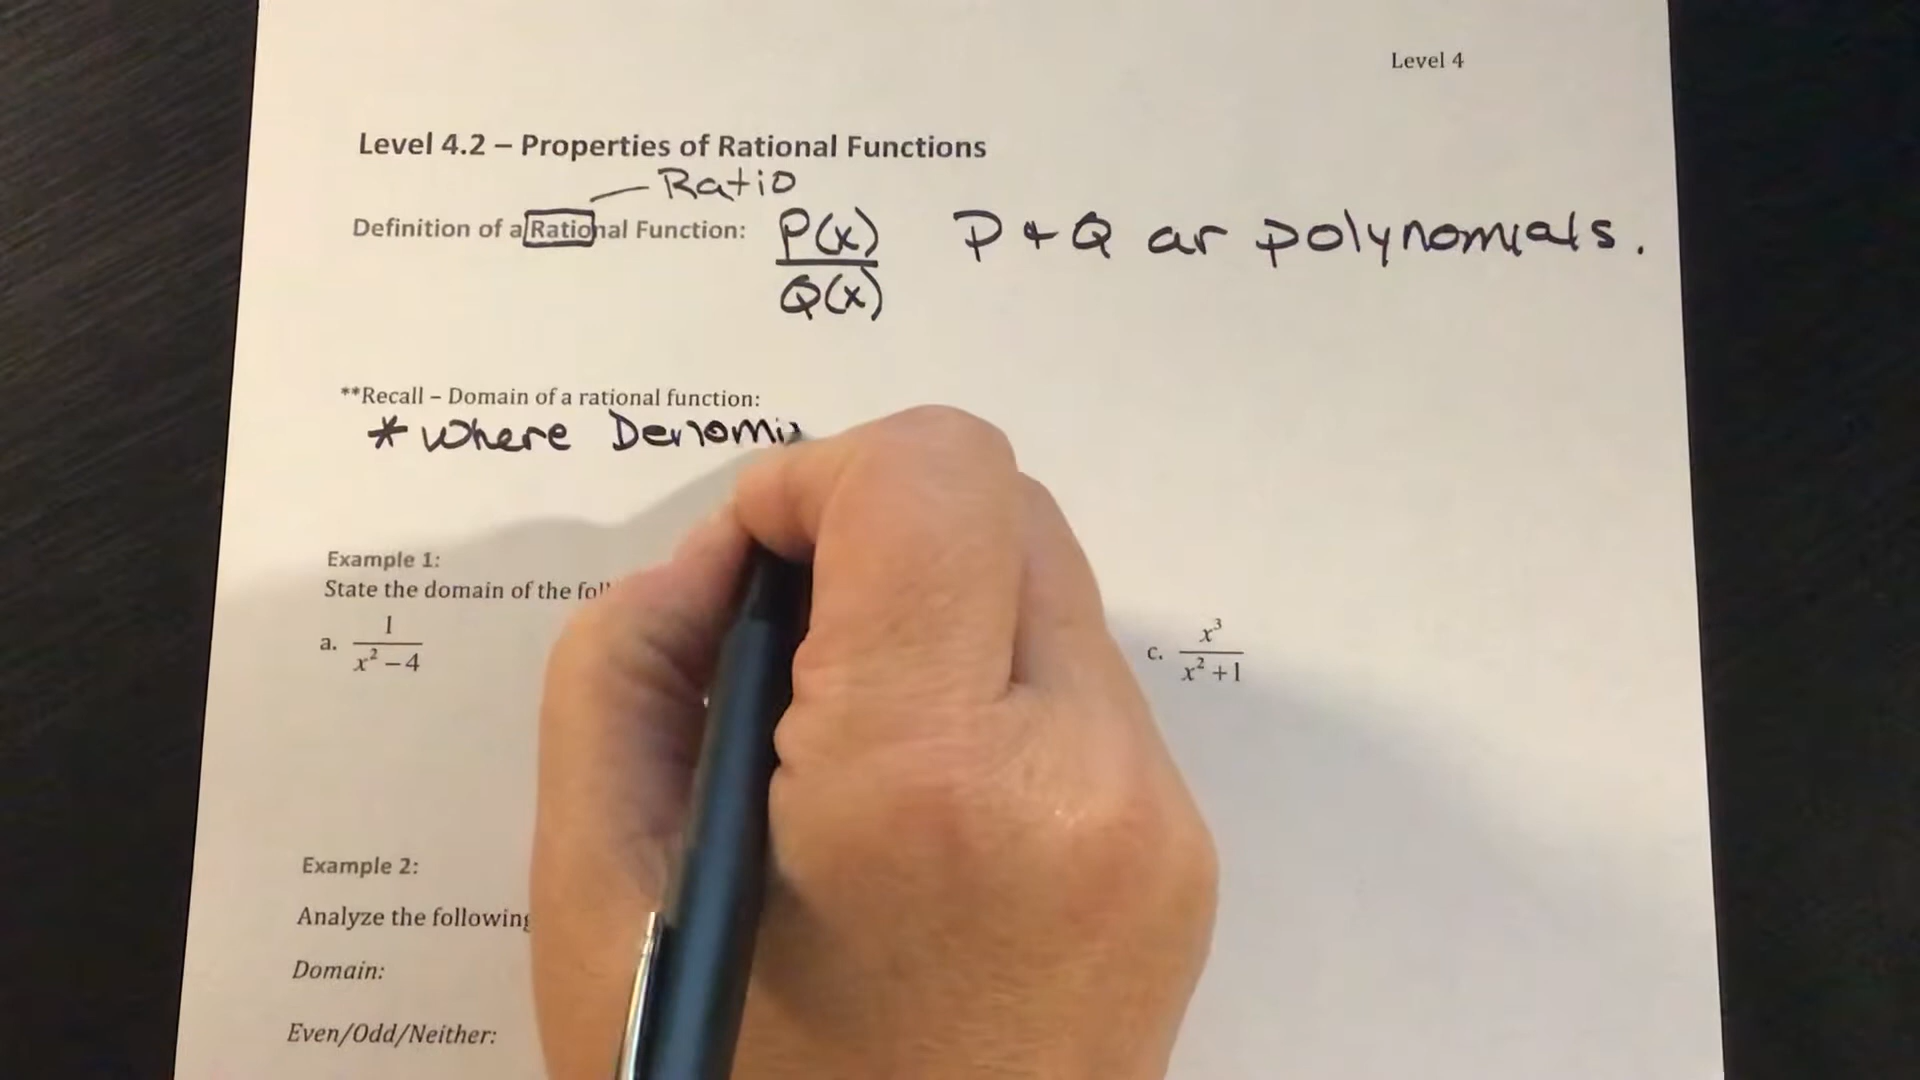 Level 4
Level 4.2 – Properties of Rational Functions
Ratio
Definition of a Rational Function: P(x) / Q(x) P + Q ar polynomials.
**Recall – Domain of a rational function:
* where Denomi
Example 1:
State the domain of the
a. 1 / x² – 4
c. x³ / x² + 1
Example 2:
Analyze the following
Domain:
Even/Odd/Neither: